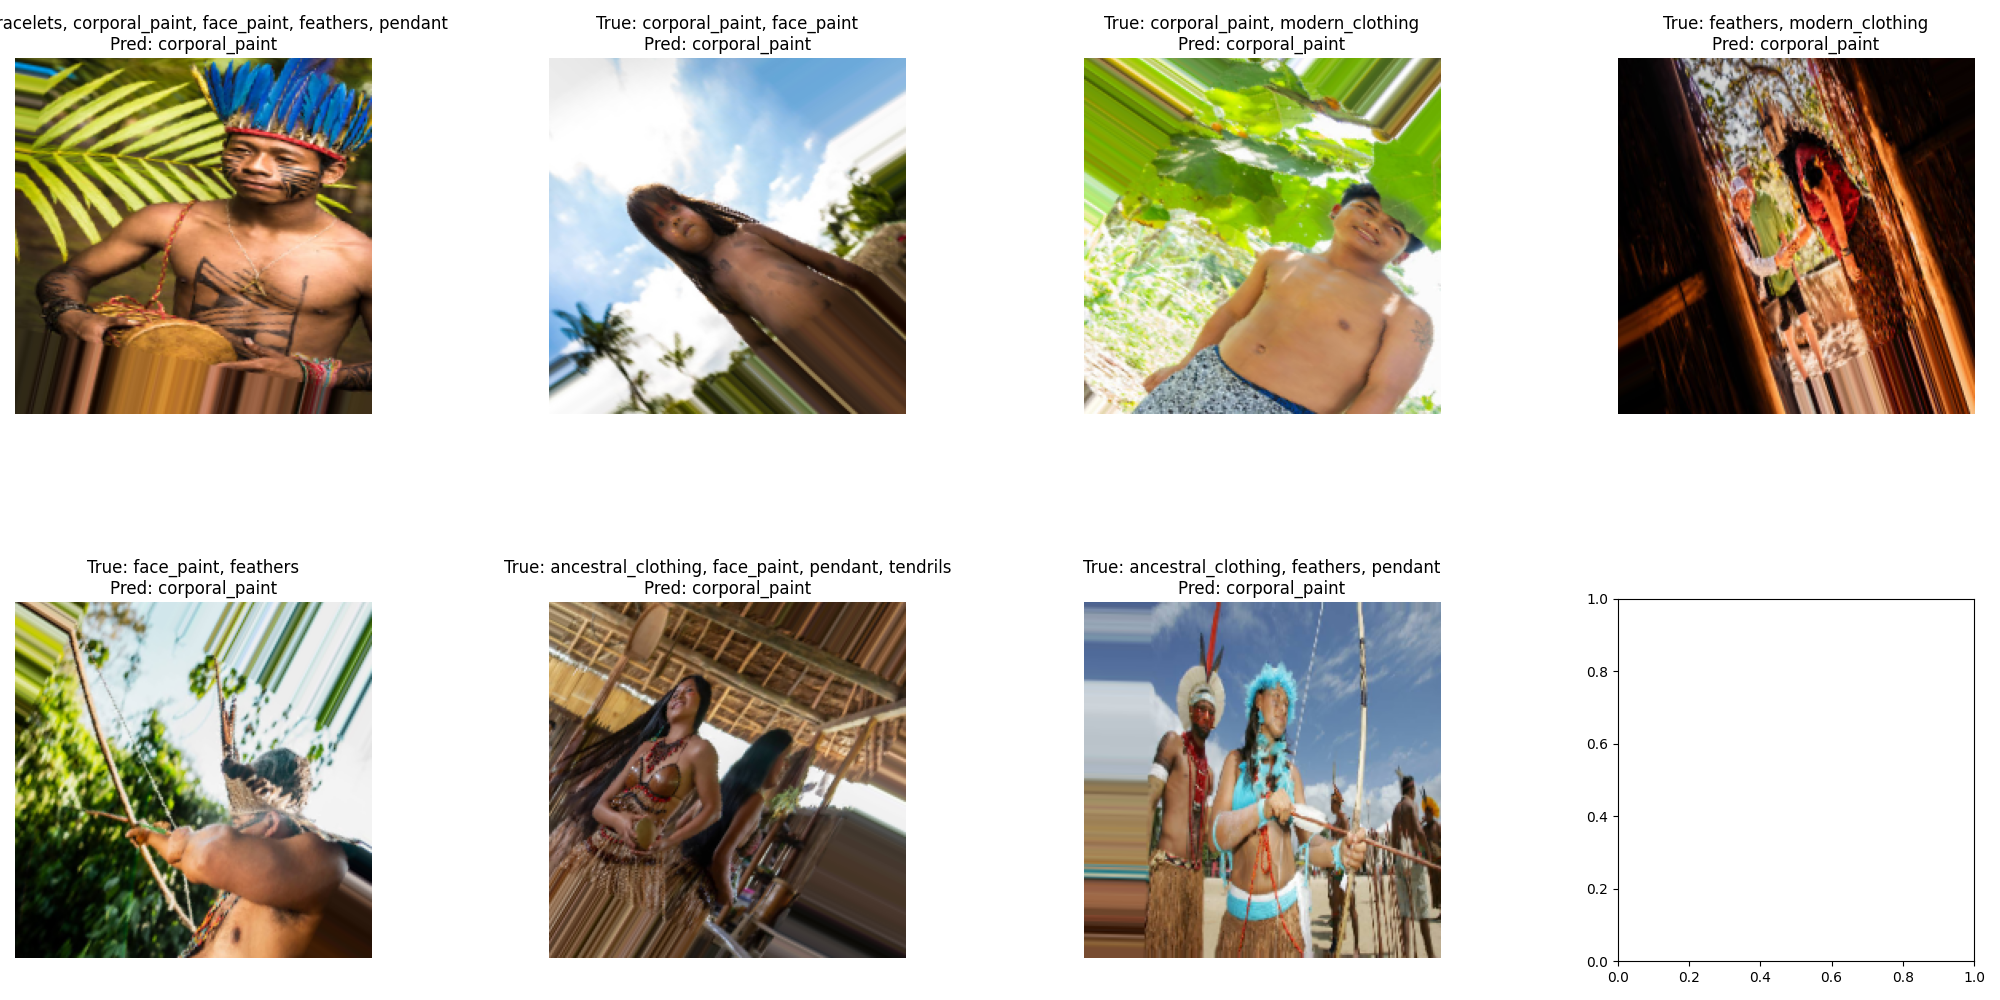 corporal_paint, face_paint, feathers, pendant
Pred: corporal_paint
True: corporal_paint, face_paint
Pred: corporal_paint
True: corporal_paint, modern_clothing
Pred: corporal_paint
True: feathers, modern_clothing
Pred: corporal_paint
True: face_paint, feathers
Pred: corporal_paint
True: ancestral_clothing, face_paint, pendant, tendrils
Pred: corporal_paint
True: ancestral_clothing, feathers, pendant
Pred: corporal_paint
1.0
0.8
0.6
0.4
0.2
0.0
0.0 0.2 0.4 0.6 0.8 1.0